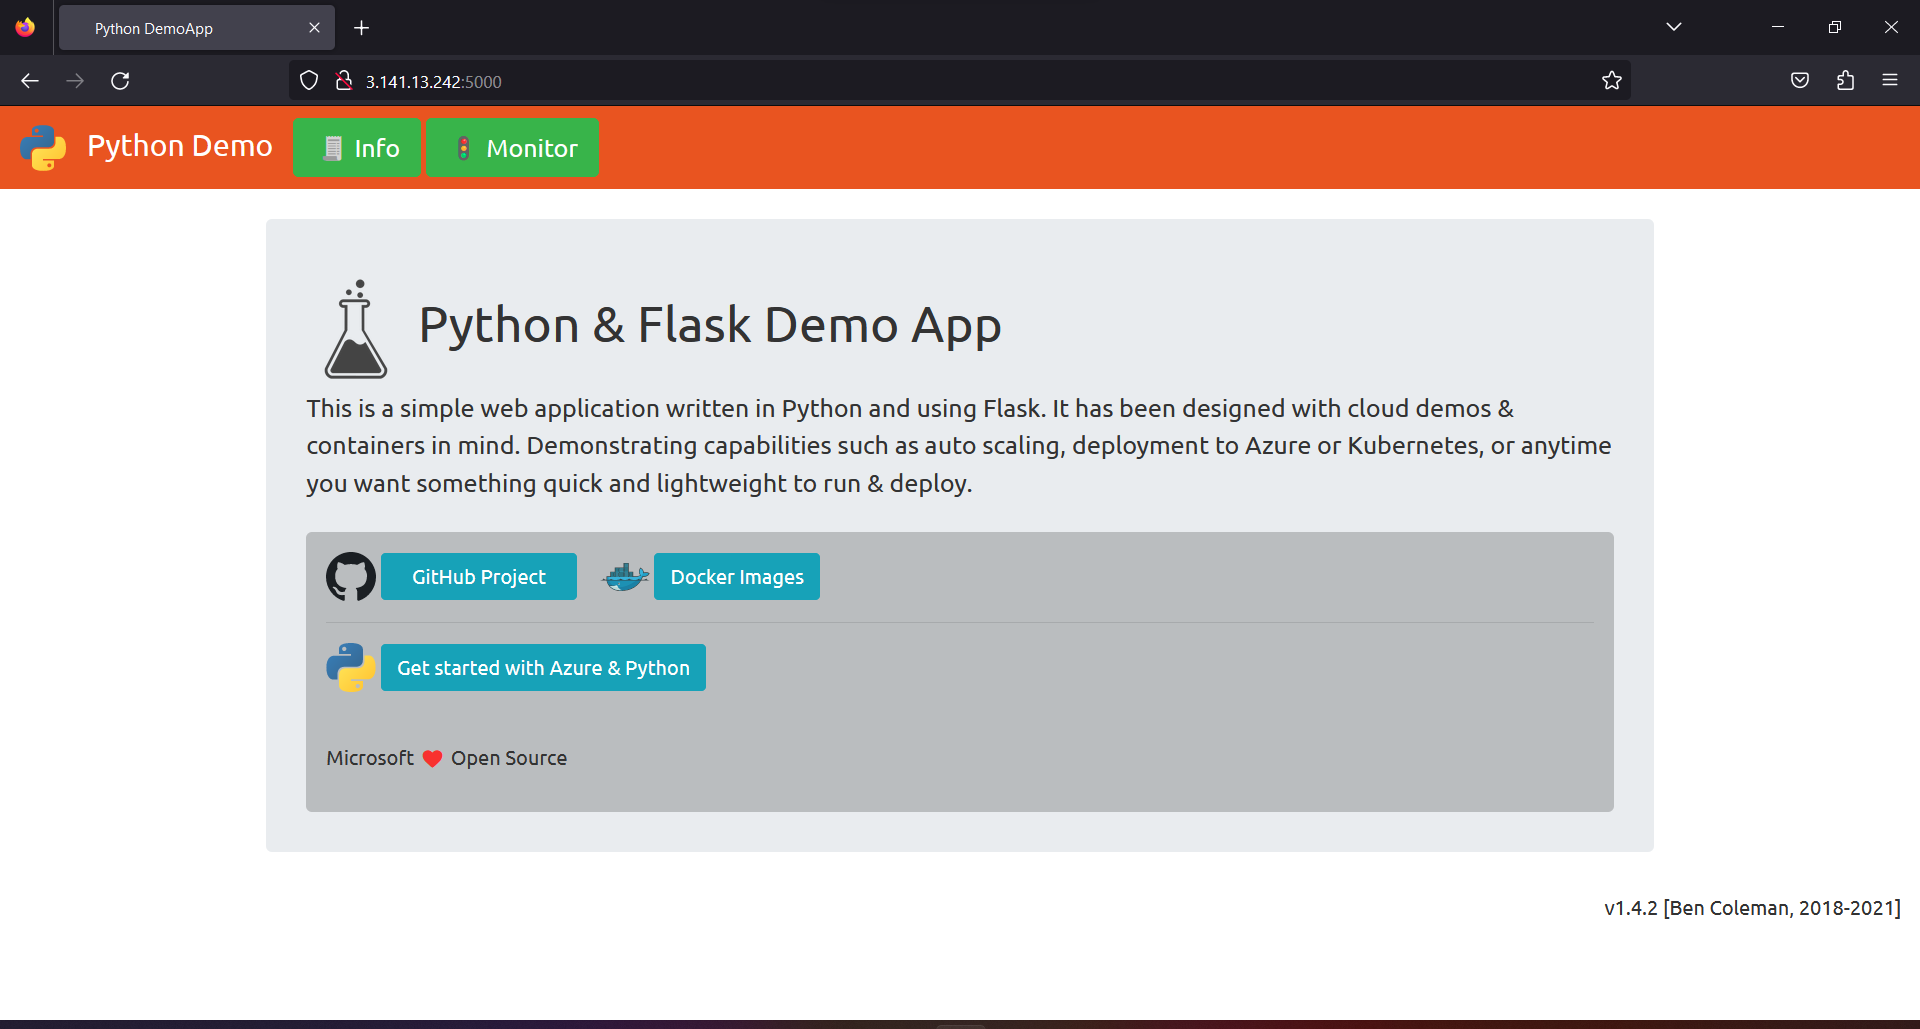 Python DemoApp
3.141.13.242:5000
Python Demo
Info
Monitor
Python & Flask Demo App
This is a simple web application written in Python and using Flask. It has been designed with cloud demos &
containers in mind. Demonstrating capabilities such as auto scaling, deployment to Azure or Kubernetes, or anytime
you want something quick and lightweight to run & deploy.
GitHub Project
Docker Images
Get started with Azure & Python
Microsoft ❤ Open Source
v1.4.2 [Ben Coleman, 2018-2021]